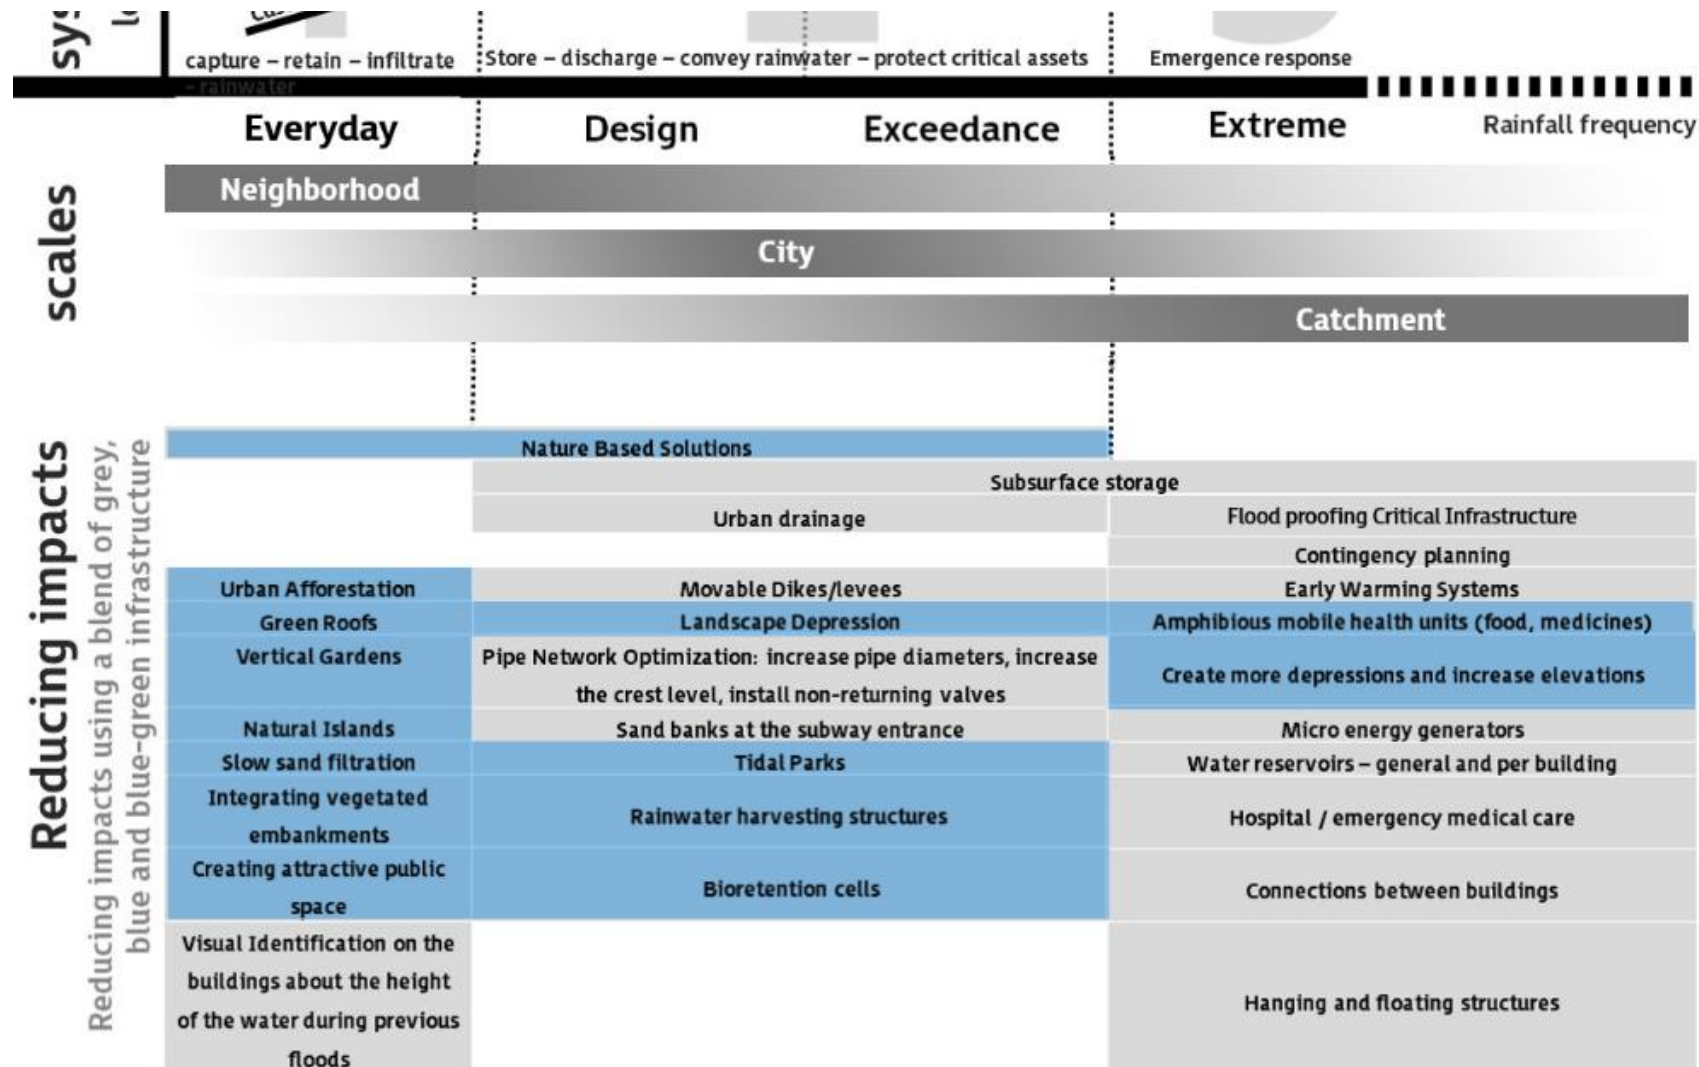 capture – retain – infiltrate
– rainwater
Store – discharge – convey rainwater – protect critical assets
Emergence response
Everyday
Design
Exceedance
Extreme
Rainfall frequency
scales
Neighborhood
City
Catchment
Reducing impacts
Reducing impacts using a blend of grey,
blue and blue-green infrastructure
Nature Based Solutions
Subsurface storage
Urban drainage
Flood proofing Critical Infrastructure
Contingency planning
Urban Afforestation
Movable Dikes/levees
Early Warming Systems
Green Roofs
Landscape Depression
Amphibious mobile health units (food, medicines)
Vertical Gardens
Pipe Network Optimization: increase pipe diameters, increase
the crest level, install non-returning valves
Create more depressions and increase elevations
Natural Islands
Sand banks at the subway entrance
Micro energy generators
Slow sand filtration
Tidal Parks
Water reservoirs – general and per building
Integrating vegetated
embankments
Rainwater harvesting structures
Hospital / emergency medical care
Creating attractive public
space
Bioretention cells
Connections between buildings
Visual Identification on the
buildings about the height
of the water during previous
floods
Hanging and floating structures